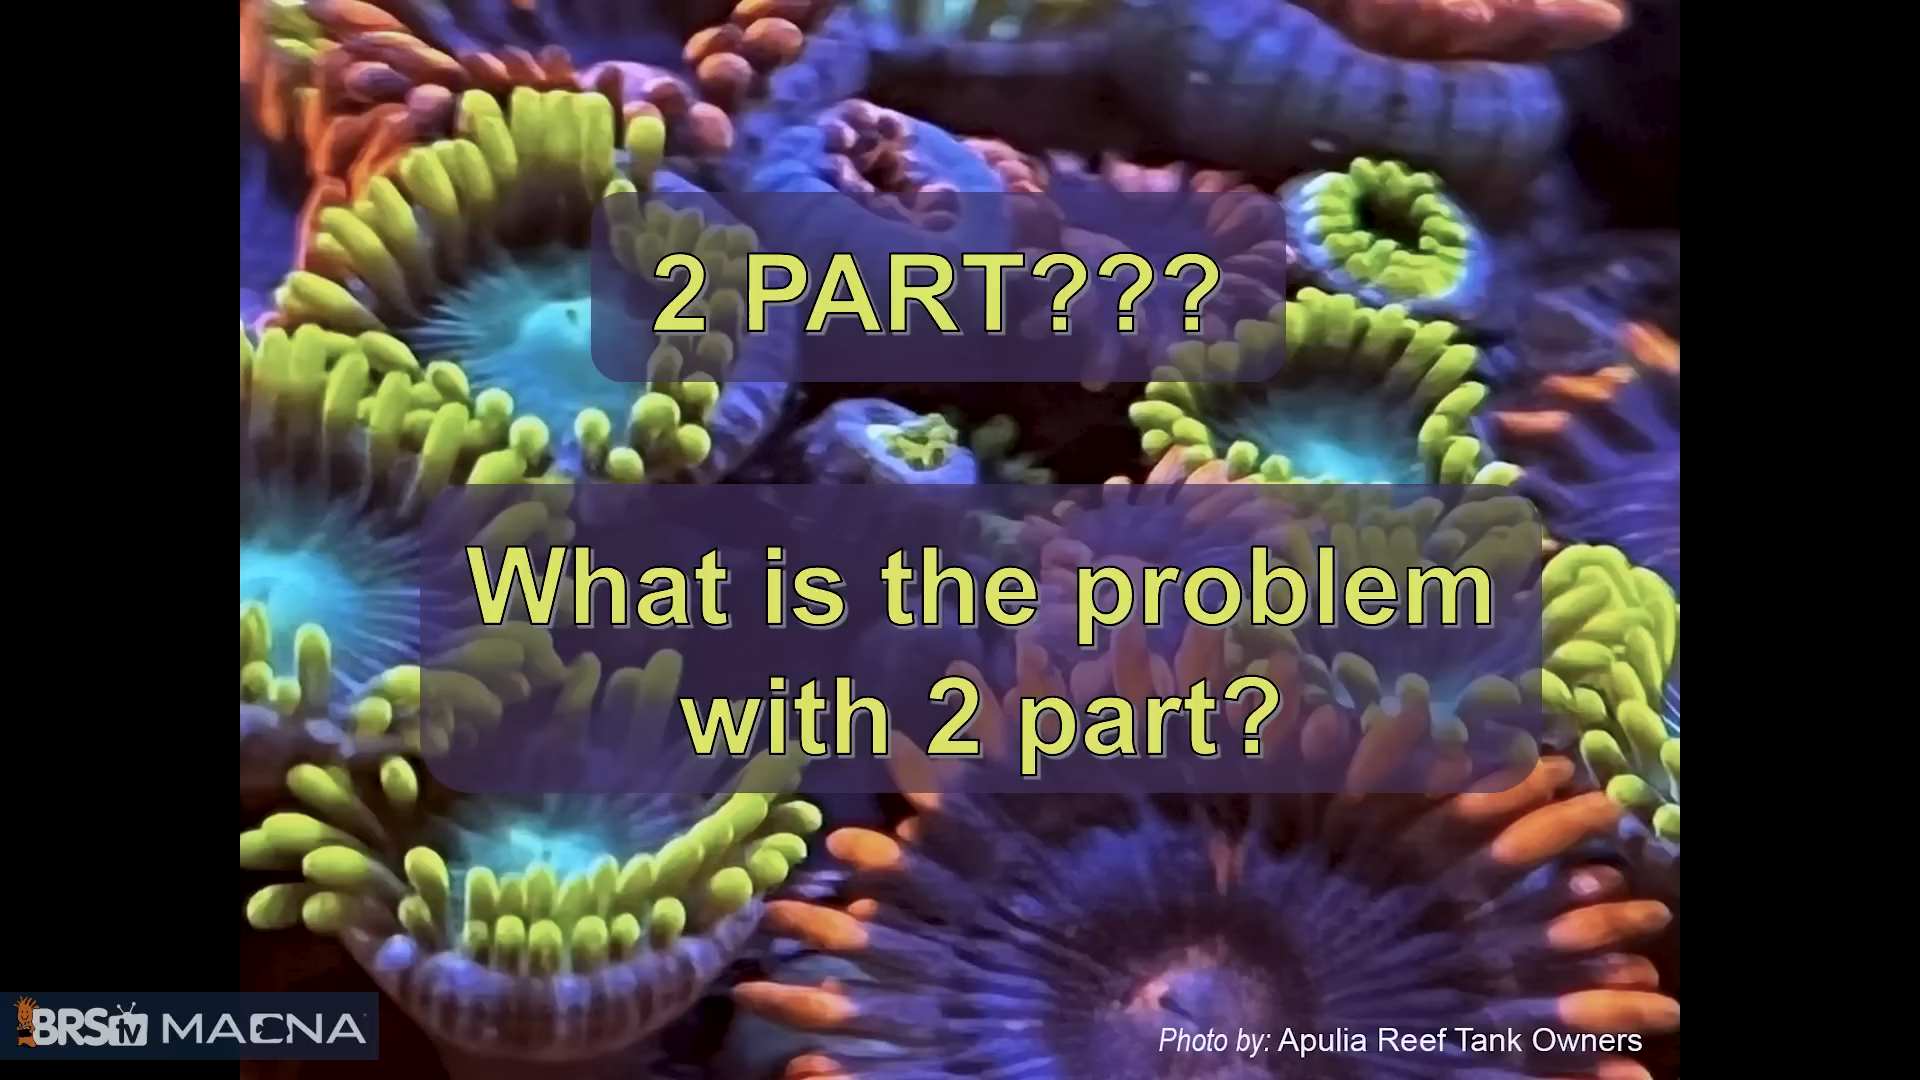 2 PART???
What is the problem
with 2 part?
BRStv MACNA
Photo by: Apulia Reef Tank Owners